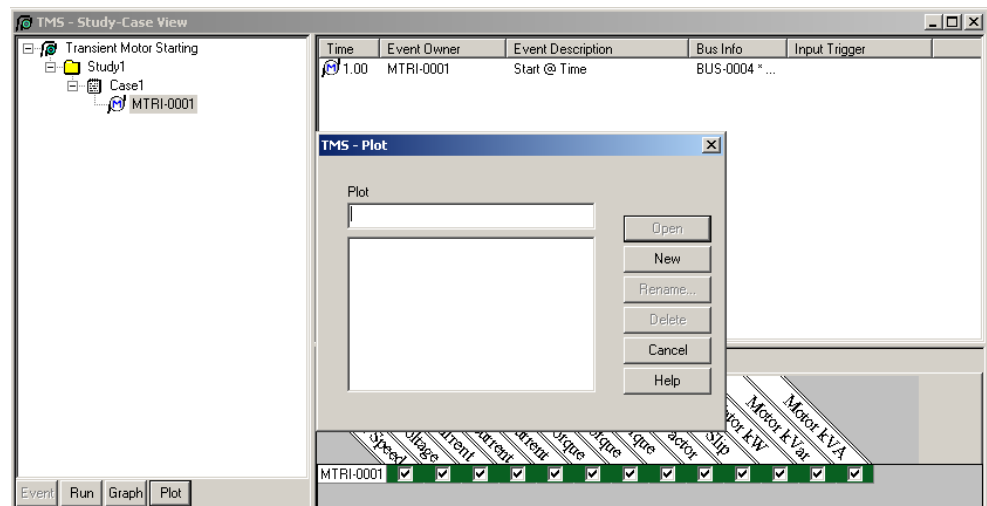 TMS - Study-Case View
Transient Motor Starting
Study1
Case1
MTRI-0001
Time Event Owner Event Description Bus Info Input Trigger
1.00 MTRI-0001 Start @ Time BUS-0004 * ...
TMS - Plot
Plot
Open
New
Rename...
Delete
Cancel
Help
Speed
Slip
Motor kVar
Motor kVA
MTRI-0001
Event Run Graph Plot